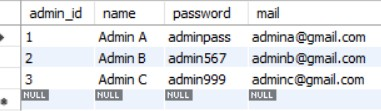 admin_id name password mail
1 Admin A adminpass admina@gmail.com
2 Admin B admin567 adminb@gmail.com
3 Admin C admin999 adminc@gmail.com
NULL NULL NULL NULL